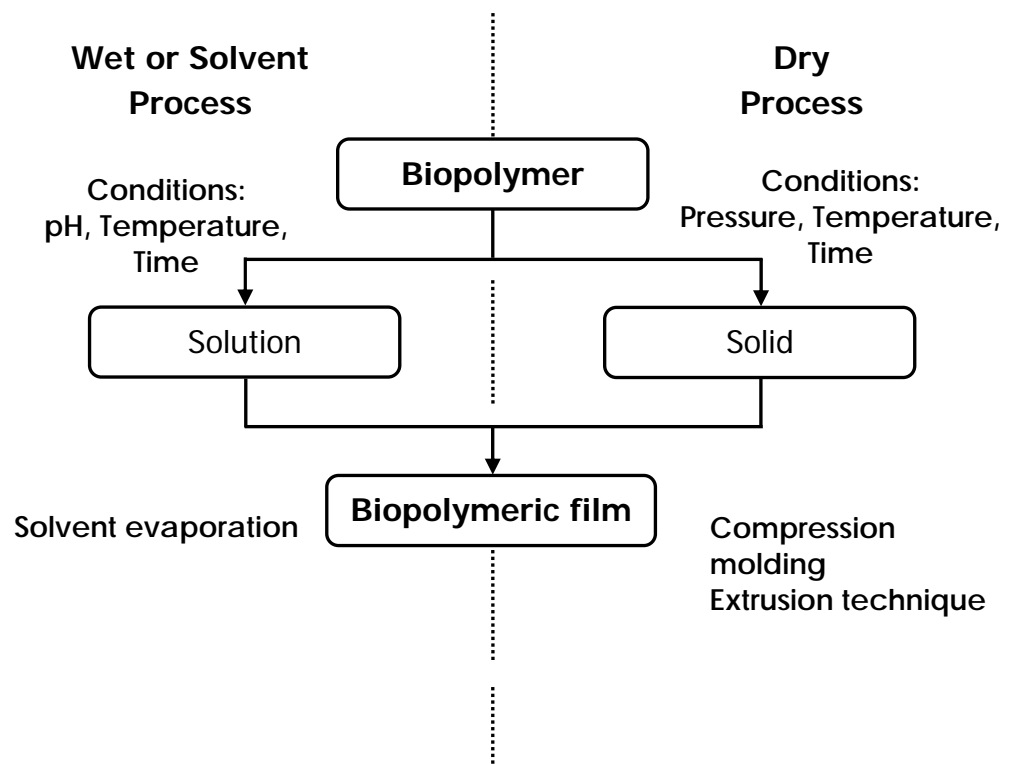 Wet or Solvent
Process
Dry
Process
Biopolymer
Conditions:
pH, Temperature,
Time
Conditions:
Pressure, Temperature,
Time
Solution
Solid
Biopolymeric film
Solvent evaporation
Compression
molding
Extrusion technique